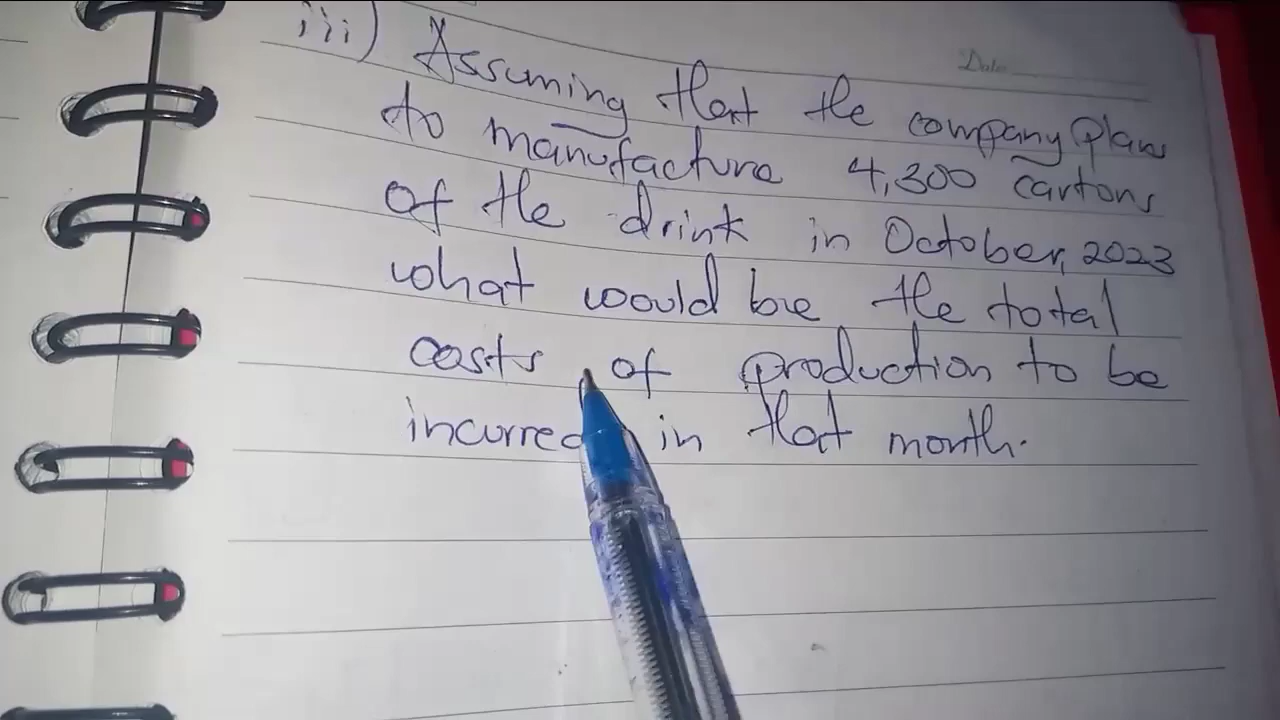 Date
iii) Assuming that the company plans
to manufacture 4,300 cartons
of the drink in October, 2023
what would be the total
costs of production to be
incurred in that month.